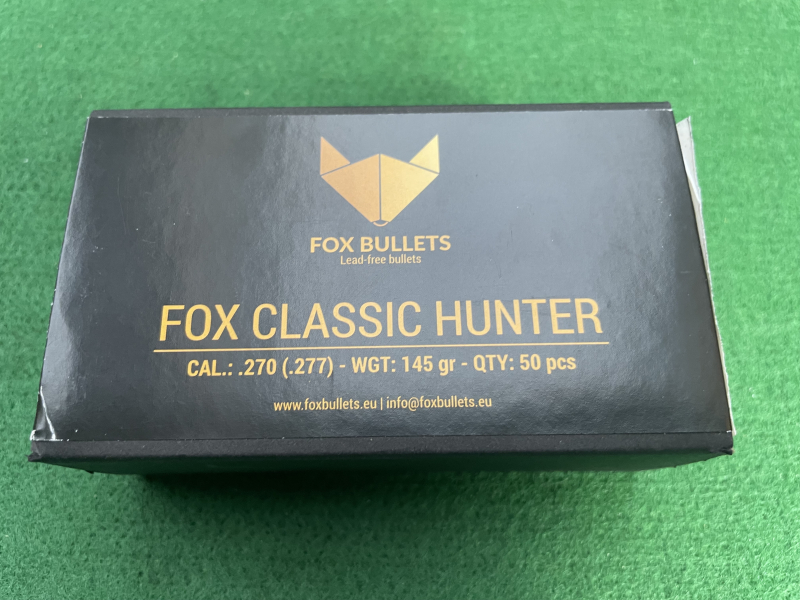 FOX BULLETS
Lead-free bullets
FOX CLASSIC HUNTER
CAL.: .270 (.277) - WGT: 145 gr - QTY: 50 pcs
www.foxbullets.eu | info@foxbullets.eu